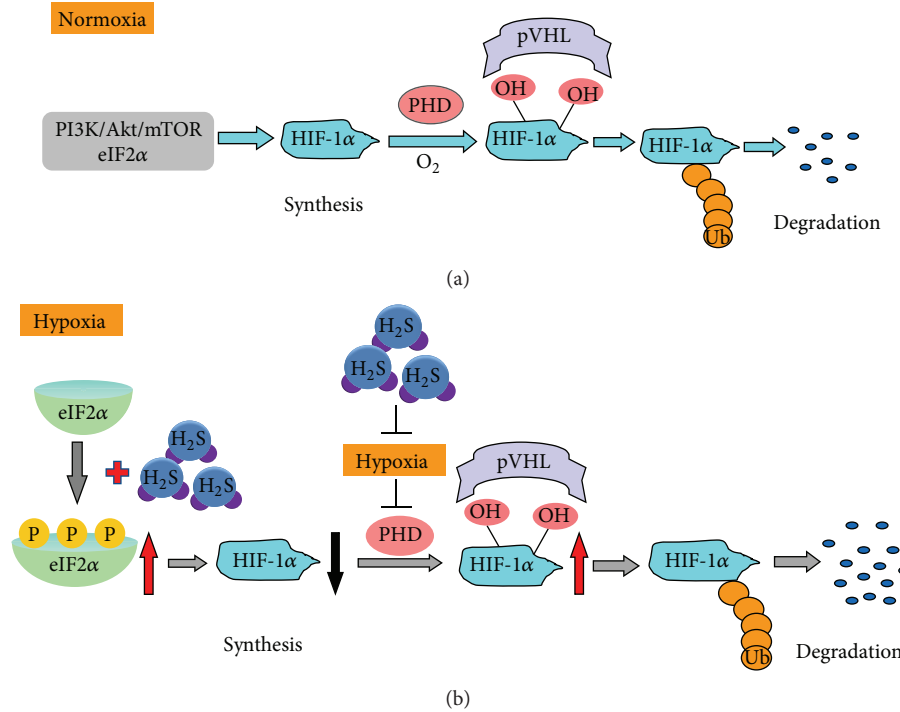 Normoxia
pVHL
OH
OH
PHD
PI3K/Akt/mTOR
eIF2α
HIF-1α
HIF-1α
HIF-1α
O₂
Synthesis
Degradation
Ub
(a)
Hypoxia
H₂S
H₂S
H₂S
eIF2α
H₂S
H₂S
H₂S
Hypoxia
pVHL
OH
OH
P P P
PHD
eIF2α
HIF-1α
HIF-1α
HIF-1α
Synthesis
Degradation
Ub
(b)